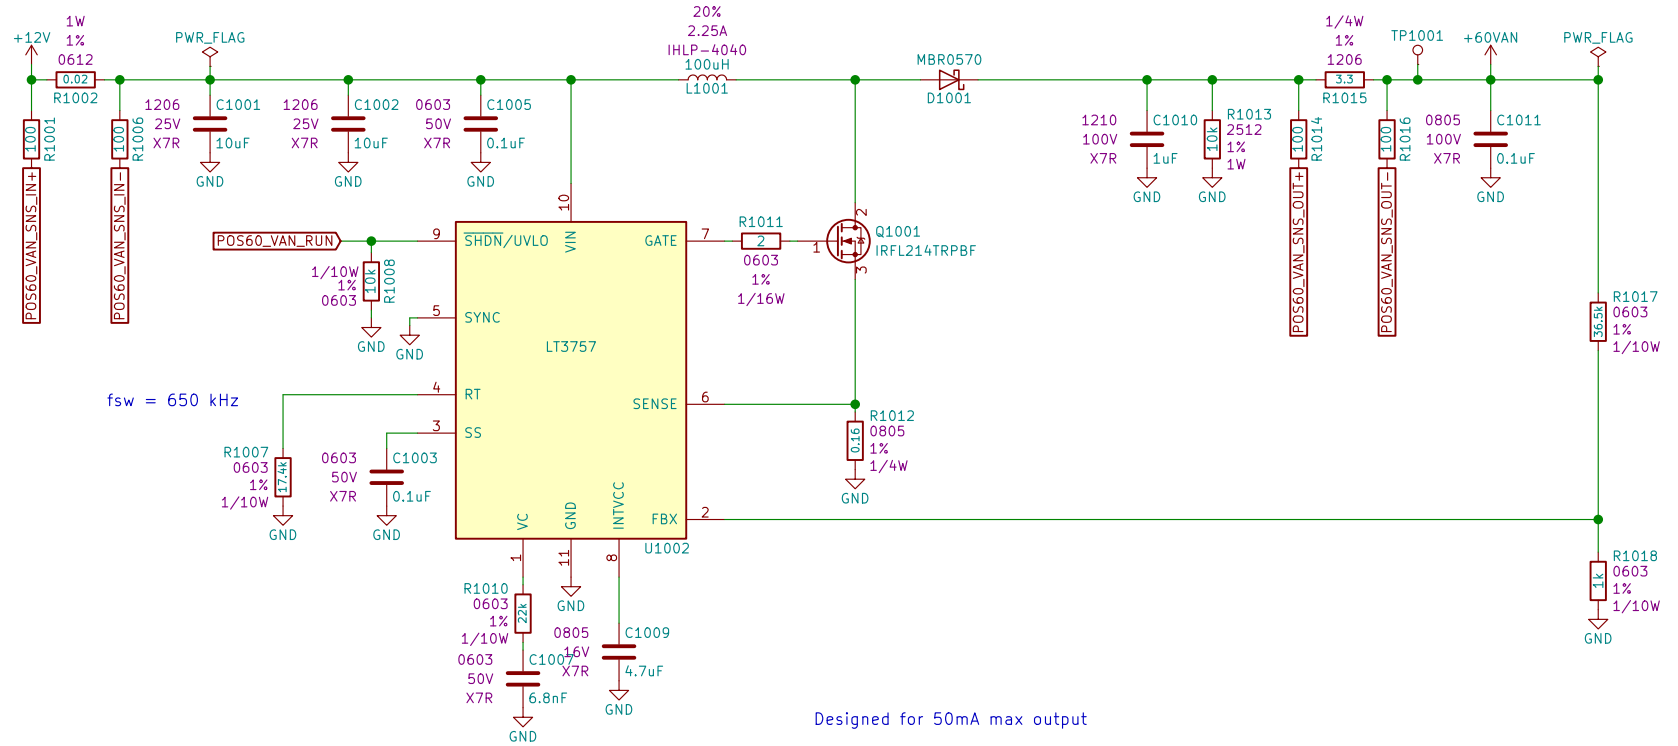 +12V
1W
1%
0612
0.02
R1002
PWR_FLAG
100
R1001
POS60_VAN_SNS_IN+
100
R1006
POS60_VAN_SNS_IN-
1206
25V
X7R
C1001
10uF
GND
1206
25V
X7R
C1002
10uF
GND
0603
50V
X7R
C1005
0.1uF
GND
20%
2.25A
IHLP-4040
100uH
L1001
MBR0570
D1001
1210
100V
X7R
C1010
1uF
GND
10k
R1013
2512
1%
1W
GND
100
R1014
POS60_VAN_SNS_OUT+
1/4W
1%
1206
3.3
R1015
100
R1016
POS60_VAN_SNS_OUT-
TP1001
+60VAN
PWR_FLAG
0805
100V
X7R
C1011
0.1uF
GND
POS60_VAN_RUN
1/10W
1%
0603
10k
R1008
GND
GND
9
SHDN/UVLO
10
VIN
GATE
7
5
SYNC
LT3757
4
RT
3
SS
SENSE
6
FBX
2
VC
1
GND
11
INTVCC
8
U1002
R1011
2
0603
1%
1/16W
1
2
3
Q1001
IRFL214TRPBF
R1012
0.16
0805
1%
1/4W
GND
36.5k
R1017
0603
1%
1/10W
fsw = 650 kHz
R1007
0603
1%
1/10W
17.4k
GND
0603
50V
X7R
C1003
0.1uF
GND
R1010
0603
1%
1/10W
22k
0603
50V
X7R
C1007
6.8nF
GND
GND
0805
16V
X7R
C1009
4.7uF
GND
1k
R1018
0603
1%
1/10W
GND
Designed for 50mA max output